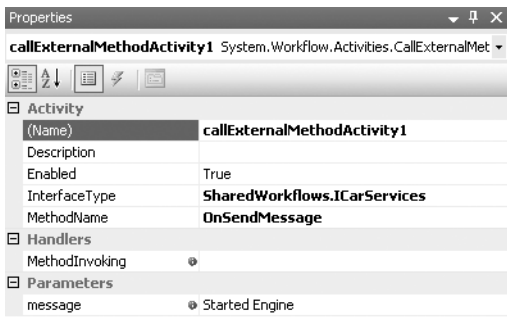 Properties
callExternalMethodActivity1 System.Workflow.Activities.CallExternalMet
Activity
(Name) callExternalMethodActivity1
Description
Enabled True
InterfaceType SharedWorkflows.ICarServices
MethodName OnSendMessage
Handlers
MethodInvoking
Parameters
message Started Engine